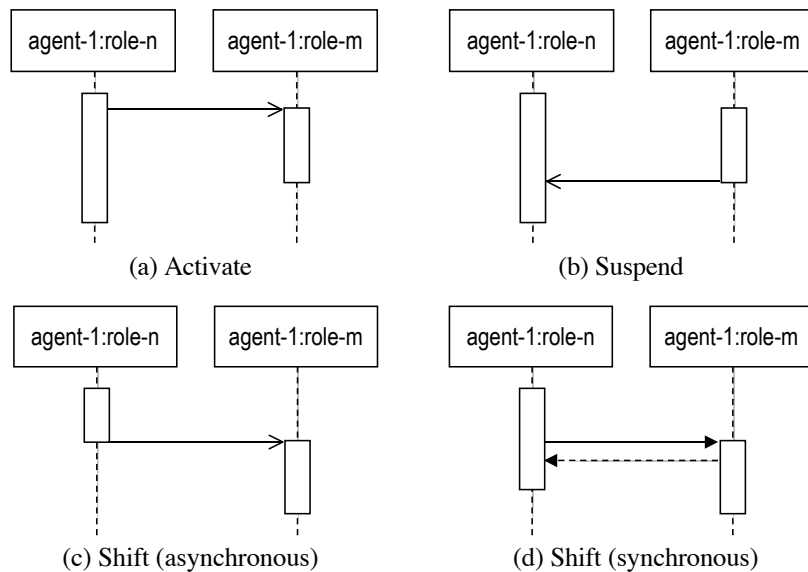 agent-1:role-n agent-1:role-m
agent-1:role-n agent-1:role-m
(a) Activate
(b) Suspend
agent-1:role-n agent-1:role-m
agent-1:role-n agent-1:role-m
(c) Shift (asynchronous)
(d) Shift (synchronous)